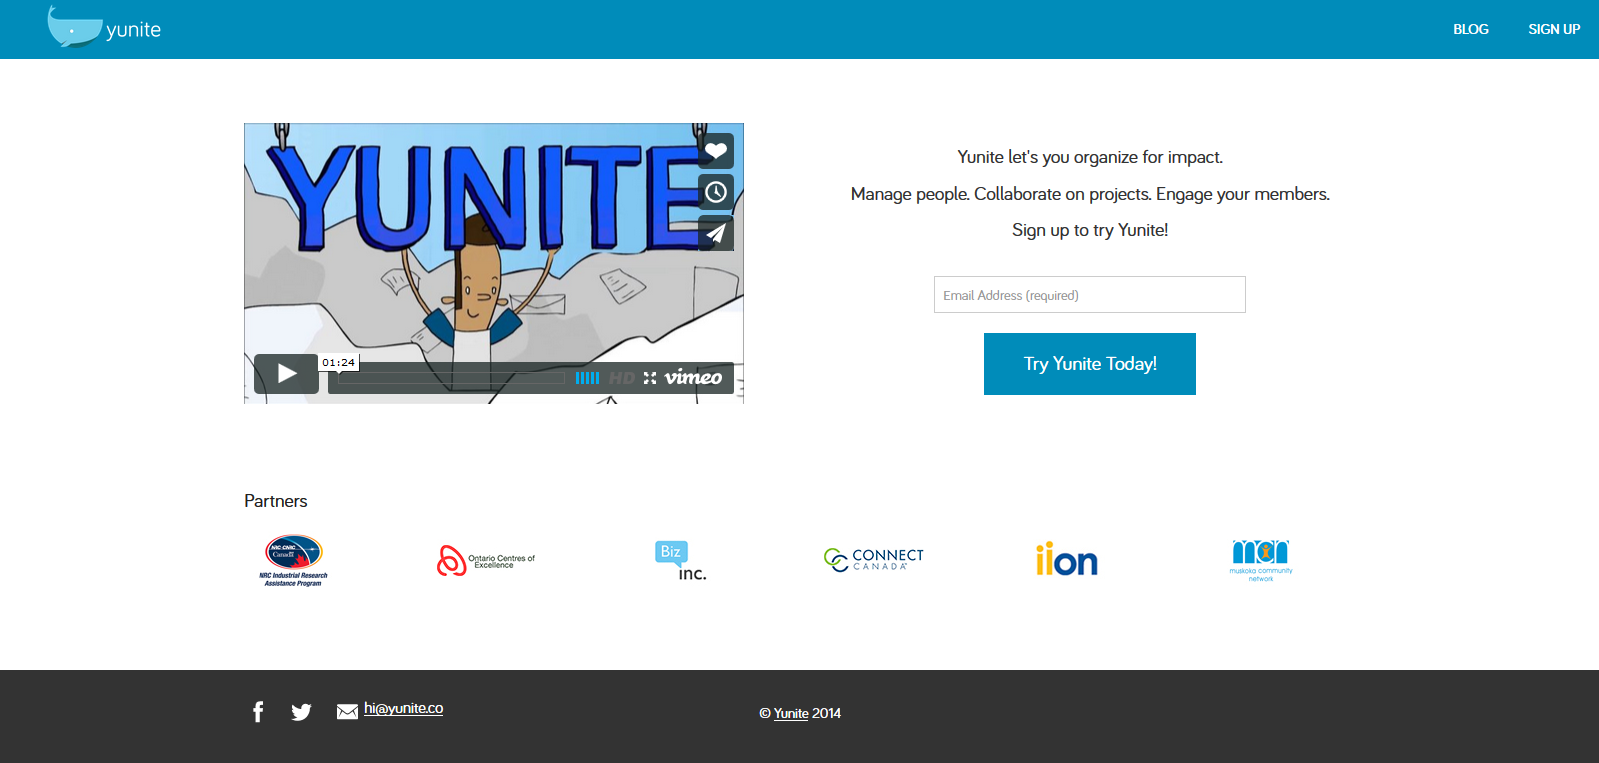 yunite
BLOG
SIGN UP
YUNITE
01:24
HD
vimeo
Yunite let's you organize for impact.
Manage people. Collaborate on projects. Engage your members.
Sign up to try Yunite!
Email Address (required)
Try Yunite Today!
Partners
NRC·CNRC
Canada
NRC Industrial Research
Assistance Program
Ontario Centres of
Excellence
Biz
inc.
CONNECT
CANADA
iion
mcn
muskoka community
network
hi@yunite.co
© Yunite 2014